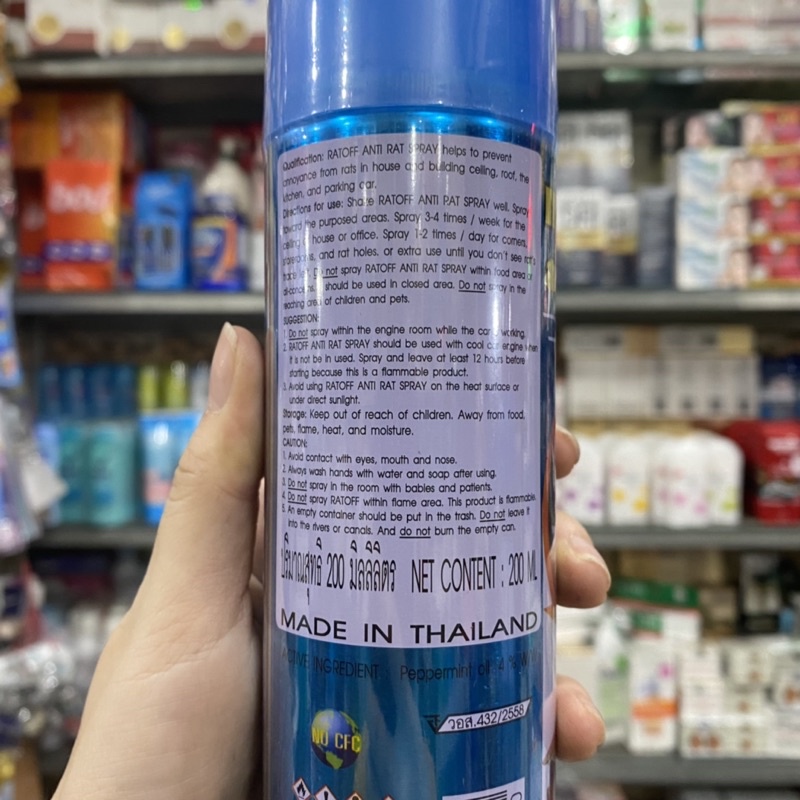 Qualification: RATOFF ANTI RAT SPRAY helps to prevent
annoyance from rats in house and building ceiling, roof, the
kitchen, and parking car.
Directions for use: Shake RATOFF ANTI RAT SPRAY well. Spray
toward the purposed areas. Spray 3-4 times / week for the
ceiling house or office. Spray 1-2 times / day for corners,
and rat holes, or extra use until you don't see rat's
Do not spray RATOFF ANTI RAT SPRAY within food area or
should be used in closed area. Do not spray in the
reaching area of children and pets.
SUGGESTION:
1. Do not spray within the engine room while the car working.
2. RATOFF ANTI RAT SPRAY should be used with cool car engine when
it is not be in used. Spray and leave at least 12 hours before
starting because this is a flammable product.
3. Avoid using RATOFF ANTI RAT SPRAY on the heat surface or
under direct sunlight.
Storage: Keep out of reach of children. Away from food,
pets, flame, heat, and moisture.
CAUTION:
1. Avoid contact with eyes, mouth and nose.
2. Always wash hands with water and soap after using.
3. Do not spray in the room with babies and patients.
4. Do not spray RATOFF within flame area. This product is flammable.
5. An empty container should be put in the trash. Do not leave it
into the rivers or canals. And do not burn the empty can.
ปริมาณสุทธิ 200 มิลลิลิตร NET CONTENT : 200 ML
MADE IN THAILAND
ACTIVE INGREDIENT : Peppermint oil 4 % W
วอส.432/2558
NO CFC